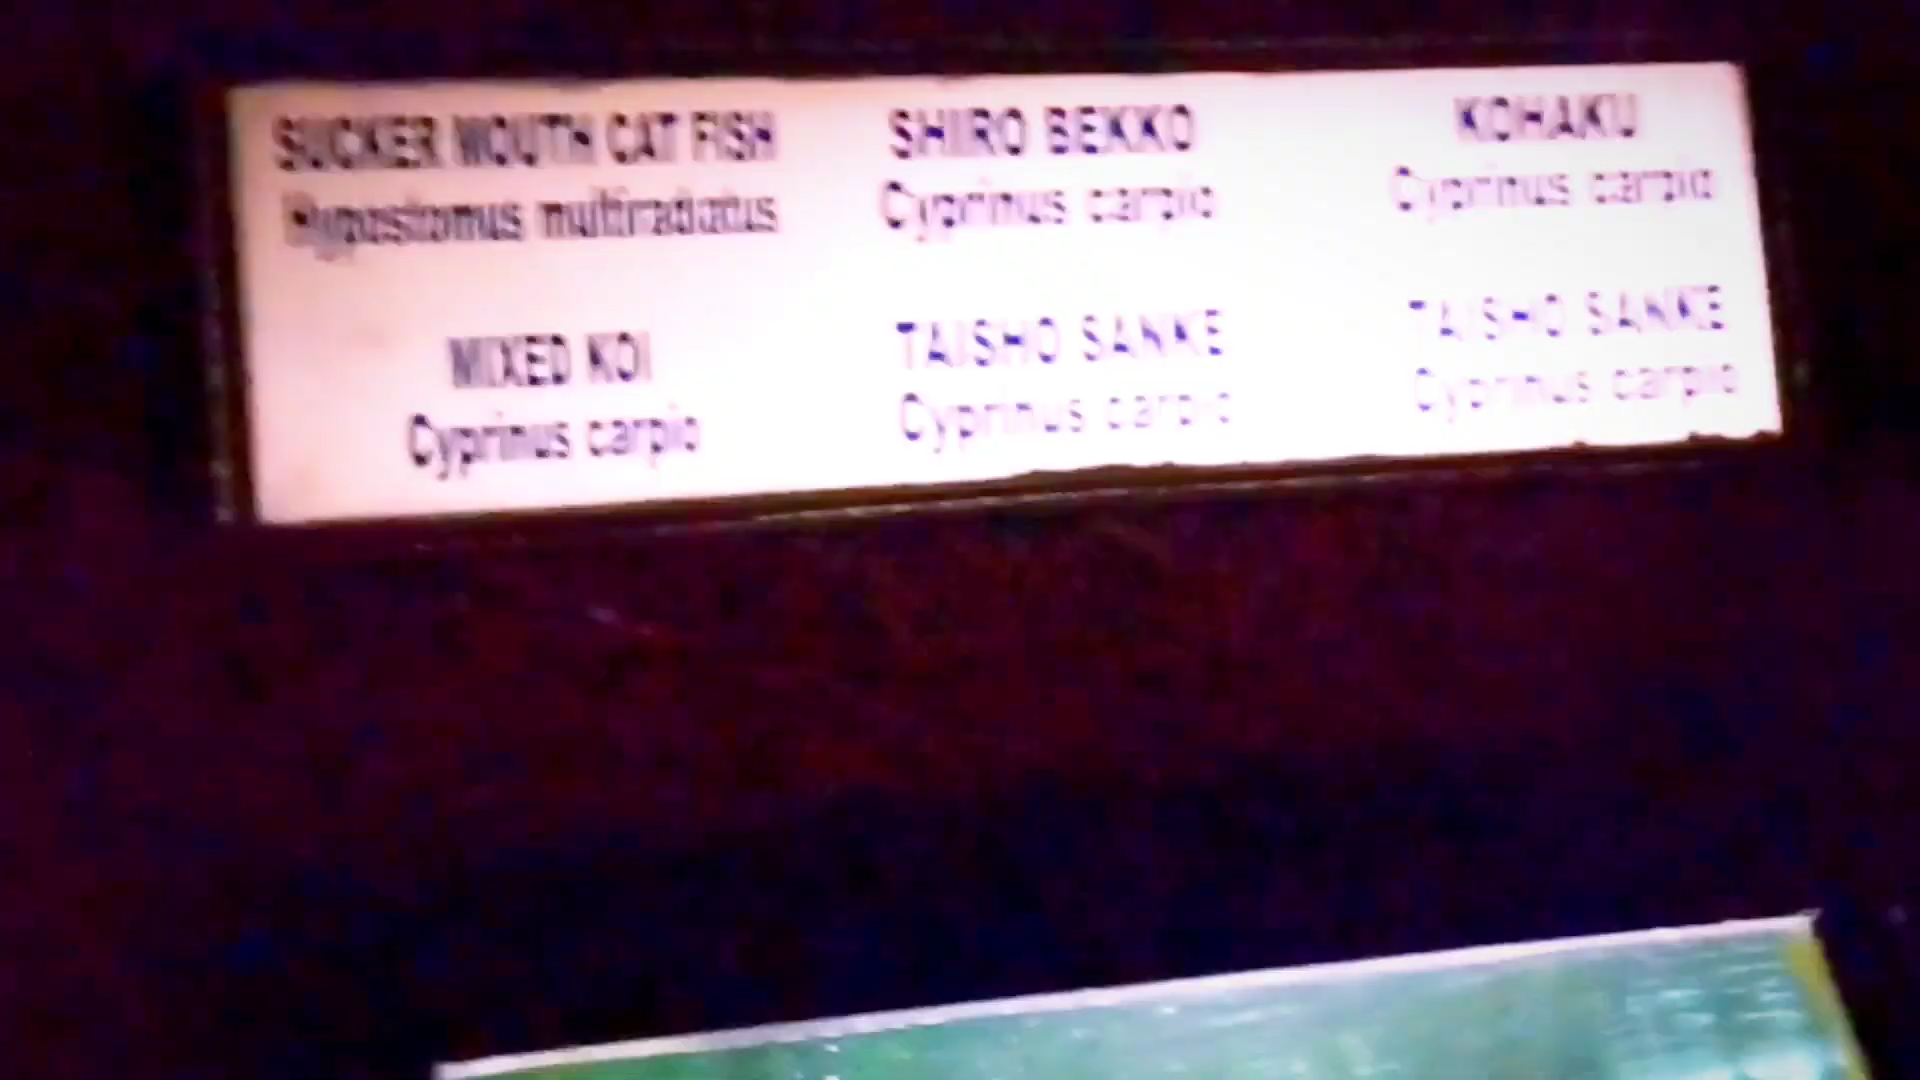 SUCKER MOUTH CAT FISH
Hypostomus multiradiatus
SHIRO BEKKO
Cyprinus carpio
KOHAKU
Cyprinus carpio
MIXED KOI
Cyprinus carpio
TAISHO SANKE
Cyprinus carpio
TAISHO SANKE
Cyprinus carpio